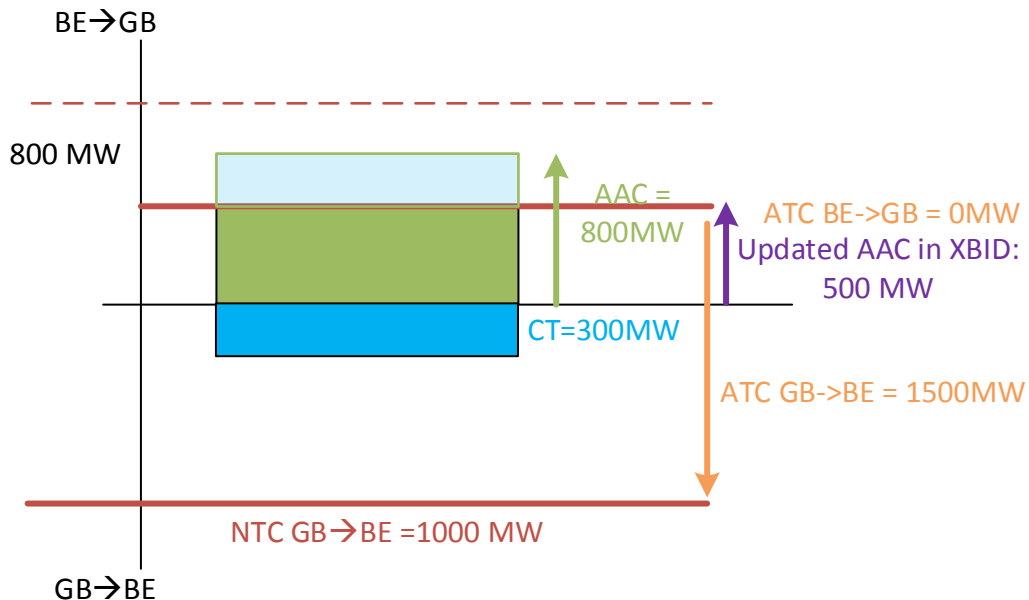 BE→GB
800 MW
AAC =
800MW
ATC BE->GB = 0MW
Updated AAC in XBID:
500 MW
CT=300MW
ATC GB->BE = 1500MW
NTC GB→BE =1000 MW
GB→BE